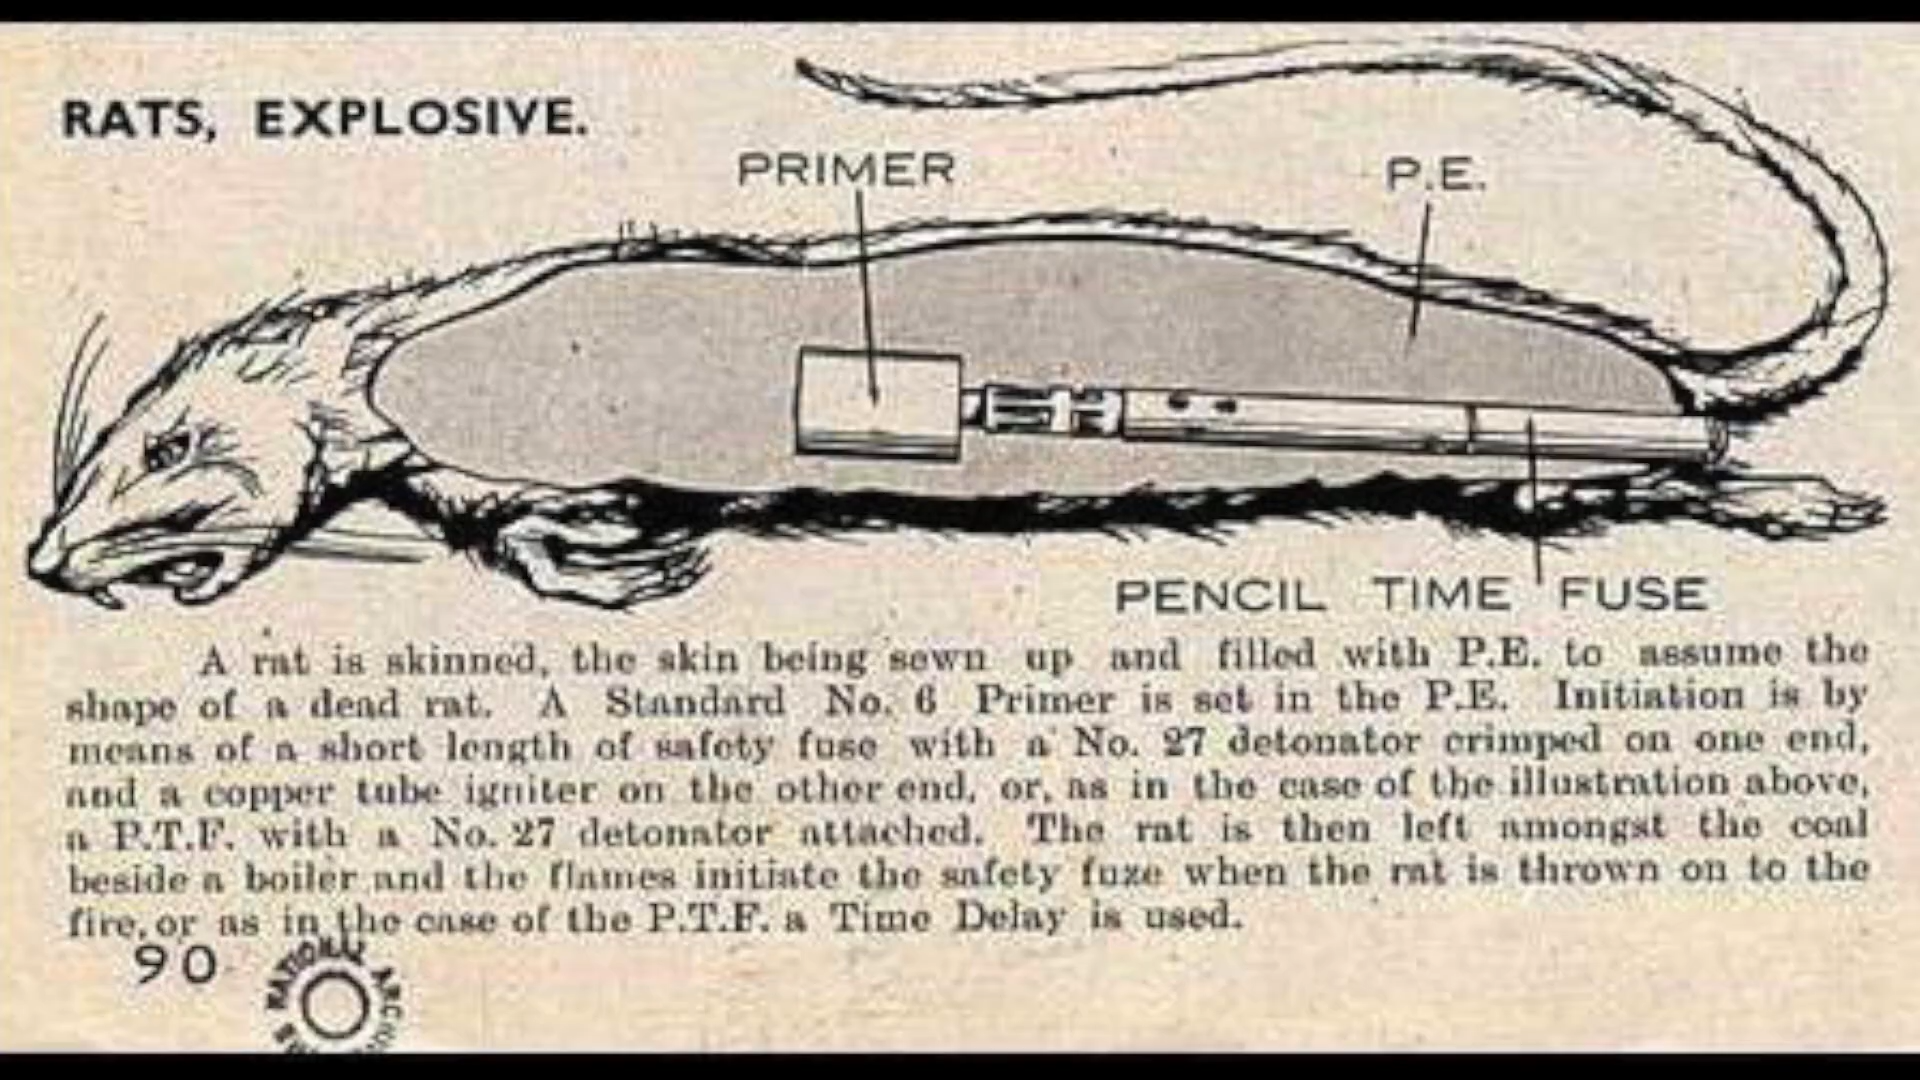 RATS, EXPLOSIVE.
PRIMER
P.E.
PENCIL TIME FUSE
A rat is skinned, the skin being sewn up and filled with P.E. to assume the
shape of a dead rat. A Standard No. 6 Primer is set in the P.E. Initiation is by
means of a short length of safety fuse with a No. 27 detonator crimped on one end,
and a copper tube igniter on the other end, or, as in the case of the illustration above,
a P.T.F. with a No. 27 detonator attached. The rat is then left amongst the coal
beside a boiler and the flames initiate the safety fuze when the rat is thrown on to the
fire, or as in the case of the P.T.F. a Time Delay is used.
90
NATIONAL